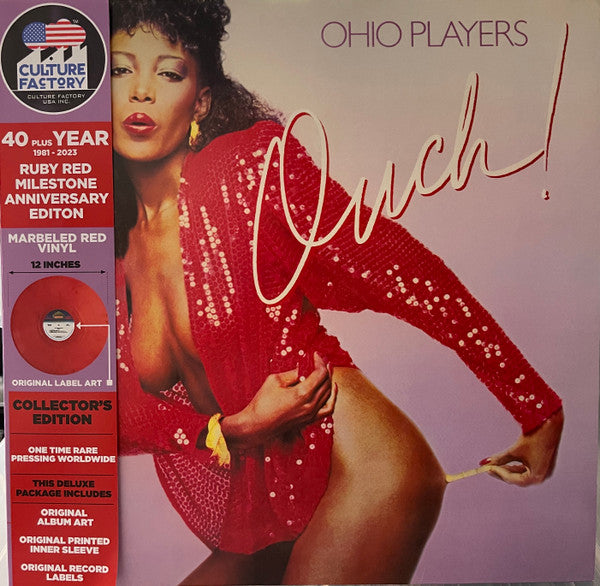 OHIO PLAYERS
Ouch!
CULTURE
FACTORY
TM
CULTURE FACTORY
USA INC.
40 PLUS YEAR
1981 - 2023
RUBY RED
MILESTONE
ANNIVERSARY
EDITON
MARBELED RED
VINYL
12 INCHES
ORIGINAL LABEL ART
COLLECTOR'S
EDITION
ONE TIME RARE
PRESSING WORLDWIDE
THIS DELUXE
PACKAGE INCLUDES
ORIGINAL
ALBUM ART
ORIGINAL PRINTED
INNER SLEEVE
ORIGINAL RECORD
LABELS